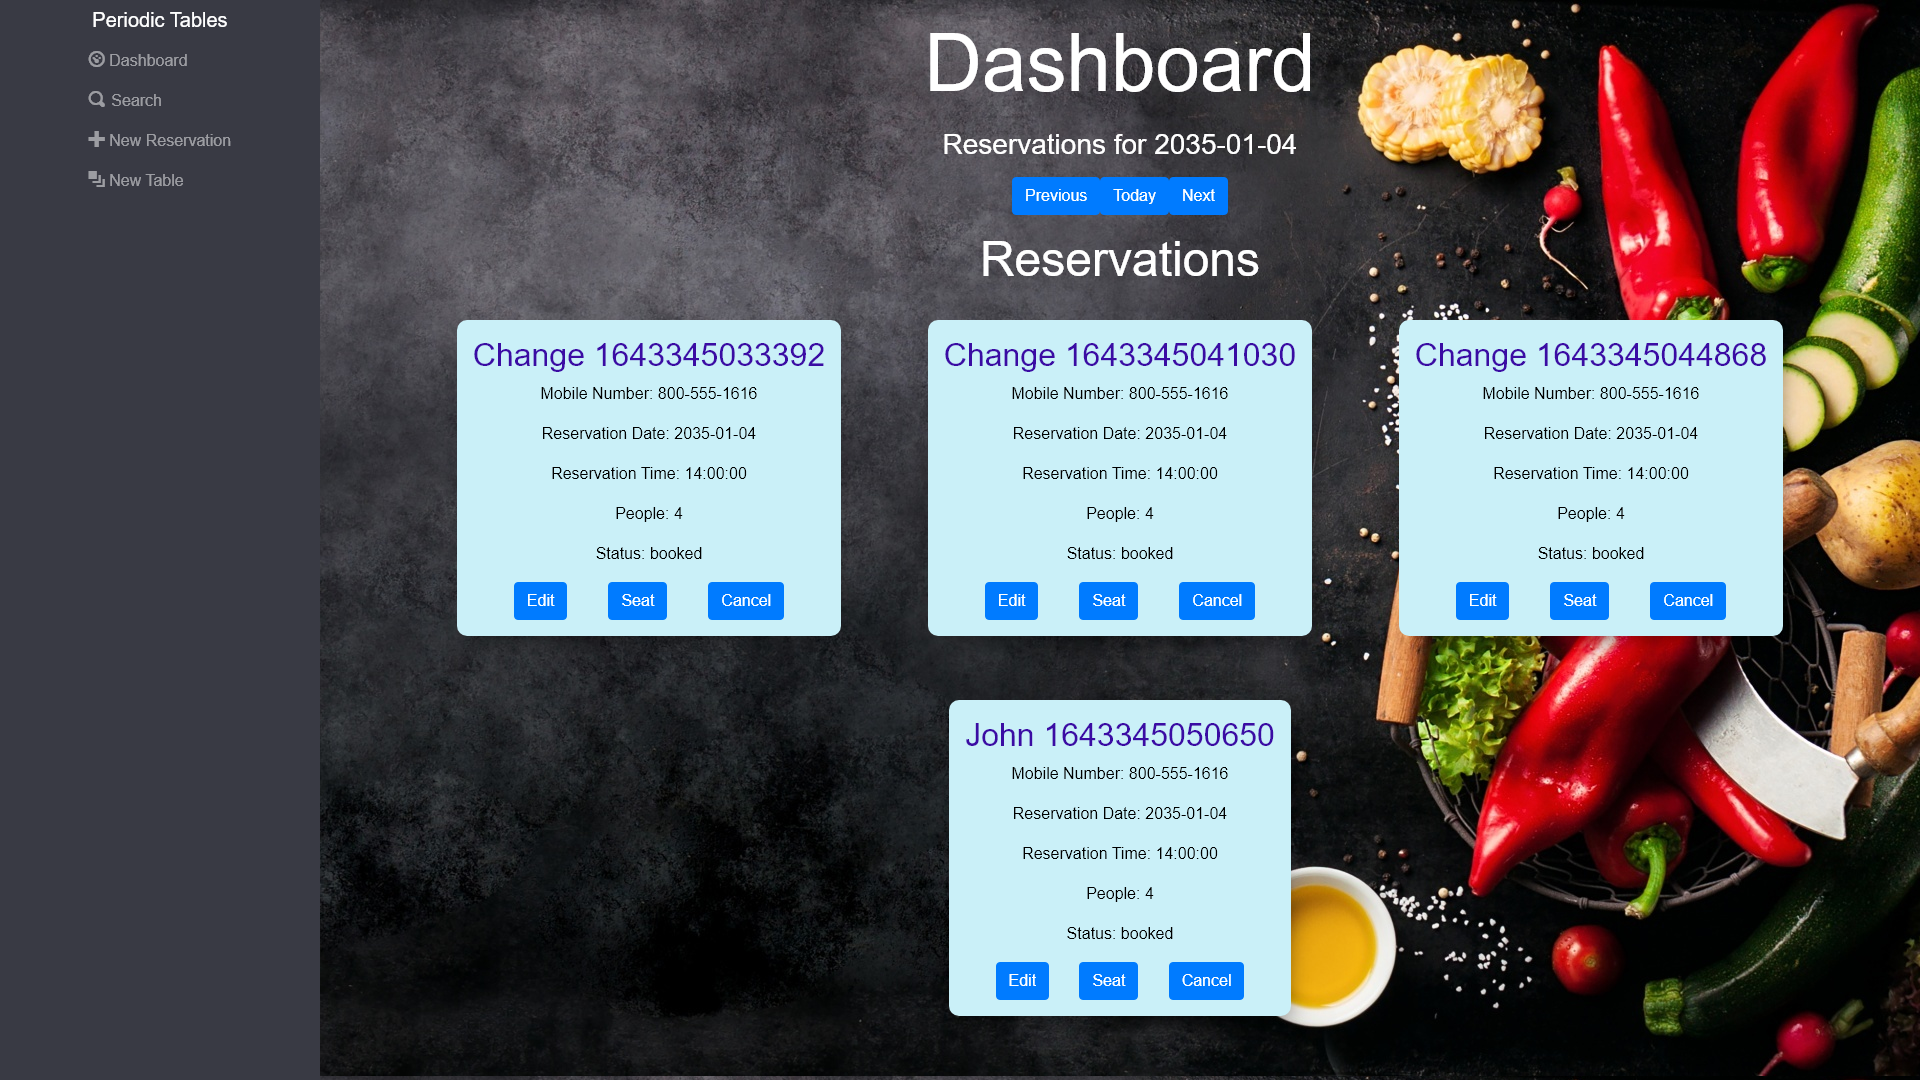 Periodic Tables
Dashboard
Search
New Reservation
New Table
Dashboard
Reservations for 2035-01-04
Previous Today Next
Reservations
Change 1643345033392
Mobile Number: 800-555-1616
Reservation Date: 2035-01-04
Reservation Time: 14:00:00
People: 4
Status: booked
Edit Seat Cancel
Change 1643345041030
Mobile Number: 800-555-1616
Reservation Date: 2035-01-04
Reservation Time: 14:00:00
People: 4
Status: booked
Edit Seat Cancel
Change 1643345044868
Mobile Number: 800-555-1616
Reservation Date: 2035-01-04
Reservation Time: 14:00:00
People: 4
Status: booked
Edit Seat Cancel
John 1643345050650
Mobile Number: 800-555-1616
Reservation Date: 2035-01-04
Reservation Time: 14:00:00
People: 4
Status: booked
Edit Seat Cancel